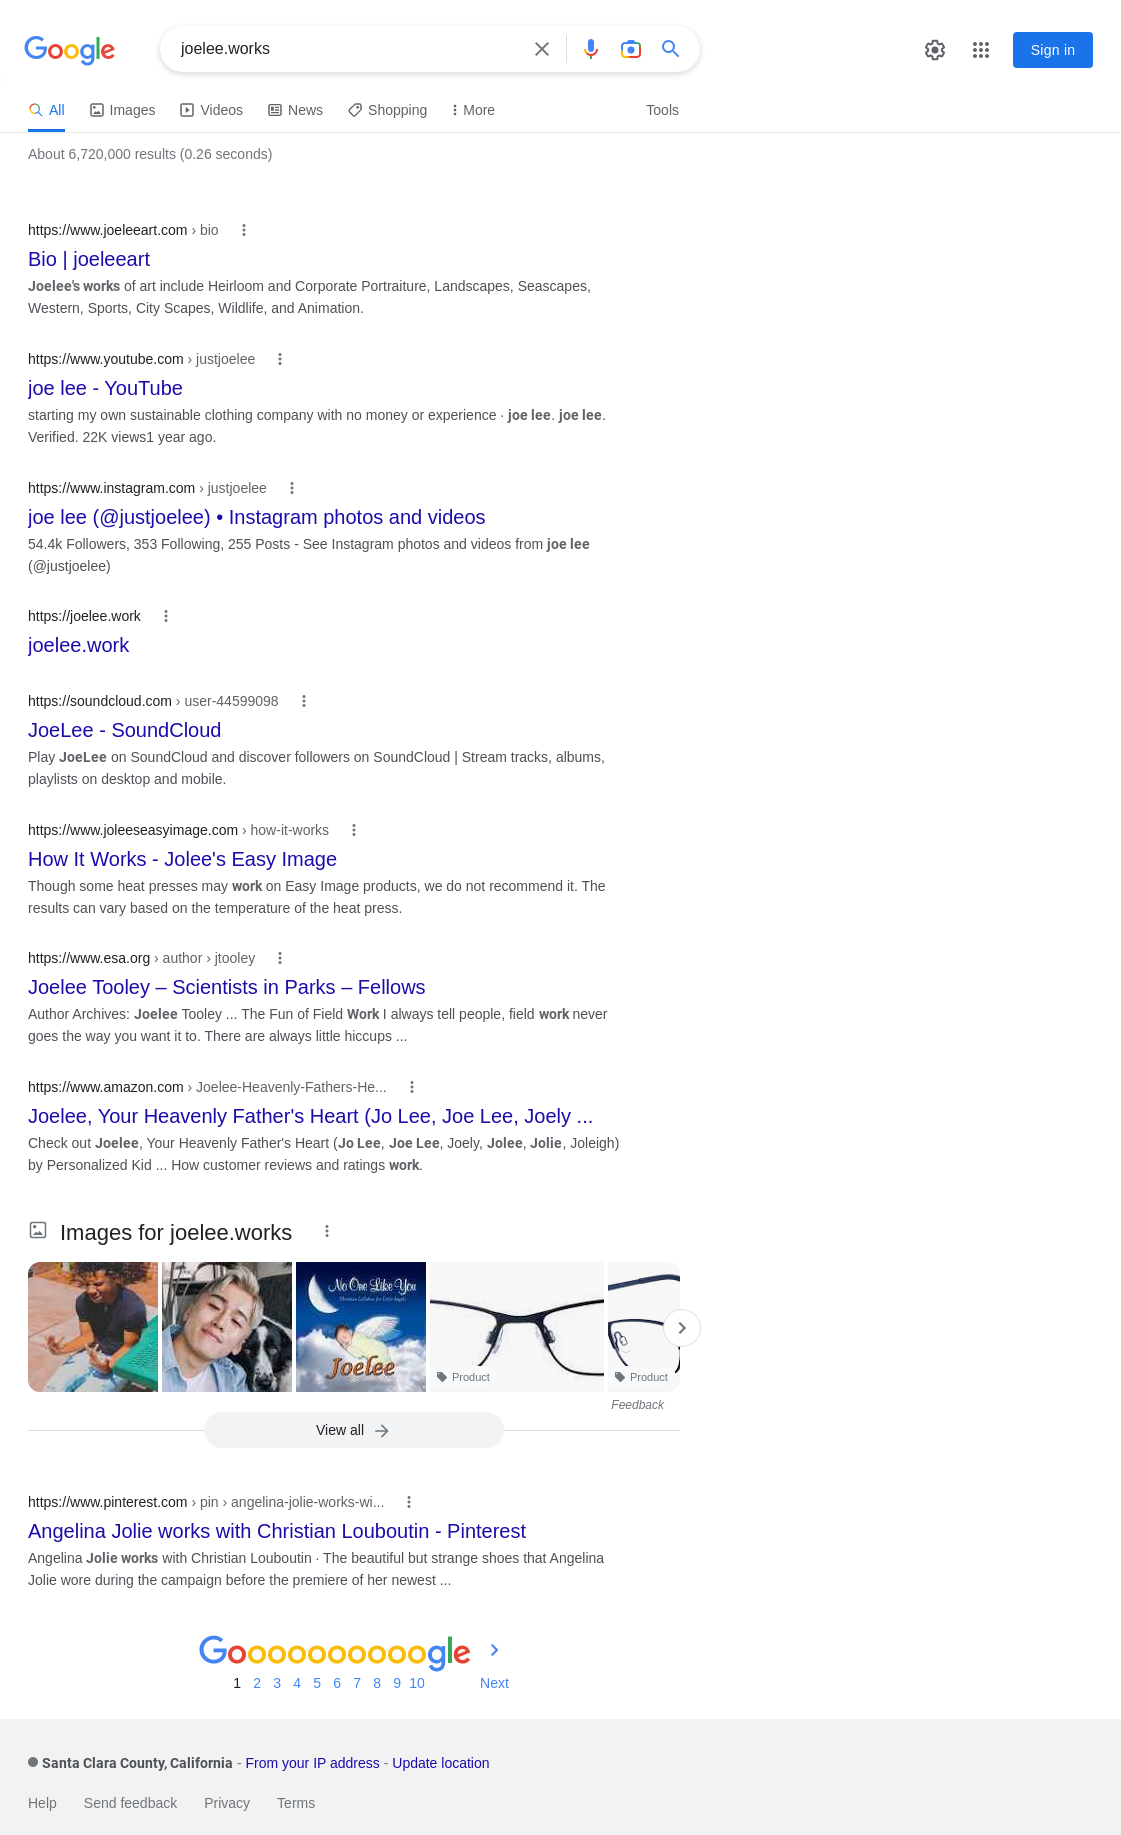 Google
joelee.works
Sign in
All Images Videos News Shopping More Tools
About 6,720,000 results (0.26 seconds)
https://www.joeleeart.com › bio
Bio | joeleeart
Joelee's works of art include Heirloom and Corporate Portraiture, Landscapes, Seascapes,
Western, Sports, City Scapes, Wildlife, and Animation.
https://www.youtube.com › justjoelee
joe lee - YouTube
starting my own sustainable clothing company with no money or experience · joe lee. joe lee.
Verified. 22K views1 year ago.
https://www.instagram.com › justjoelee
joe lee (@justjoelee) • Instagram photos and videos
54.4k Followers, 353 Following, 255 Posts - See Instagram photos and videos from joe lee
(@justjoelee)
https://joelee.work
joelee.work
https://soundcloud.com › user-44599098
JoeLee - SoundCloud
Play JoeLee on SoundCloud and discover followers on SoundCloud | Stream tracks, albums,
playlists on desktop and mobile.
https://www.joleeseasyimage.com › how-it-works
How It Works - Jolee's Easy Image
Though some heat presses may work on Easy Image products, we do not recommend it. The
results can vary based on the temperature of the heat press.
https://www.esa.org › author › jtooley
Joelee Tooley – Scientists in Parks – Fellows
Author Archives: Joelee Tooley ... The Fun of Field Work I always tell people, field work never
goes the way you want it to. There are always little hiccups ...
https://www.amazon.com › Joelee-Heavenly-Fathers-He...
Joelee, Your Heavenly Father's Heart (Jo Lee, Joe Lee, Joely ...
Check out Joelee, Your Heavenly Father's Heart (Jo Lee, Joe Lee, Joely, Jolee, Jolie, Joleigh)
by Personalized Kid ... How customer reviews and ratings work.
Images for joelee.works
No One Like You
Christian Lullabies for Little Angels
Joelee
Product
Product
Feedback
View all
https://www.pinterest.com › pin › angelina-jolie-works-wi...
Angelina Jolie works with Christian Louboutin - Pinterest
Angelina Jolie works with Christian Louboutin · The beautiful but strange shoes that Angelina
Jolie wore during the campaign before the premiere of her newest ...
Goooooooooogle
1 2 3 4 5 6 7 8 9 10 Next
Santa Clara County, California - From your IP address - Update location
Help Send feedback Privacy Terms